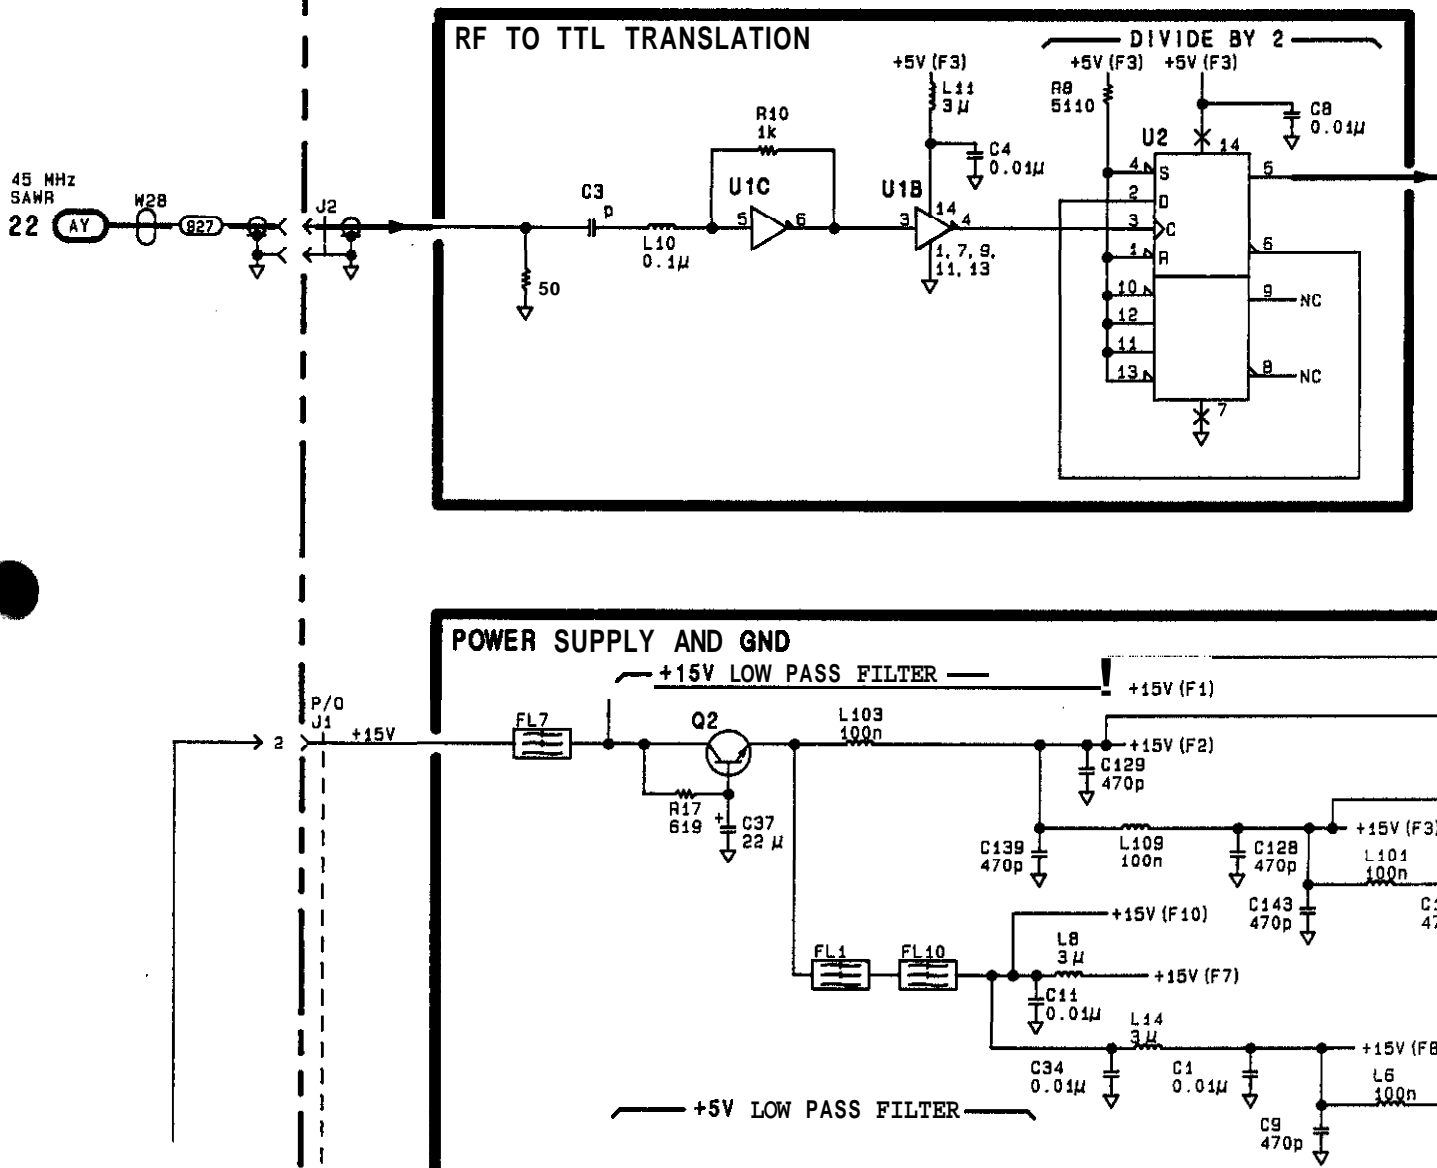 RF TO TTL TRANSLATION
DIVIDE BY 2
+5V (F3)
+5V (F3)
+5V (F3)
L11
3µ
R8
5110
C8
0.01µ
R10
1k
C4
0.01µ
U2
14
45 MHz
SAWR
22
AY
W28
827
J2
C3
p
L10
0.1µ
50
U1C
5
6
U1B
3
14
4
1, 7, 9,
11, 13
4
S
5
2
D
3
C
1
R
6
10
9
NC
12
11
13
8
NC
7
POWER SUPPLY AND GND
+15V LOW PASS FILTER
+15V (F1)
P/O
J1
2
+15V
FL7
Q2
L103
100n
+15V (F2)
C129
470p
R17
619
+
C37
22 µ
C139
470p
L109
100n
C128
470p
+15V (F3)
L101
100n
C143
470p
+15V (F10)
FL1
FL10
L8
3µ
+15V (F7)
C11
0.01µ
L14
3µ
+15V (F8
C34
0.01µ
C1
0.01µ
L6
100n
C9
470p
+5V LOW PASS FILTER